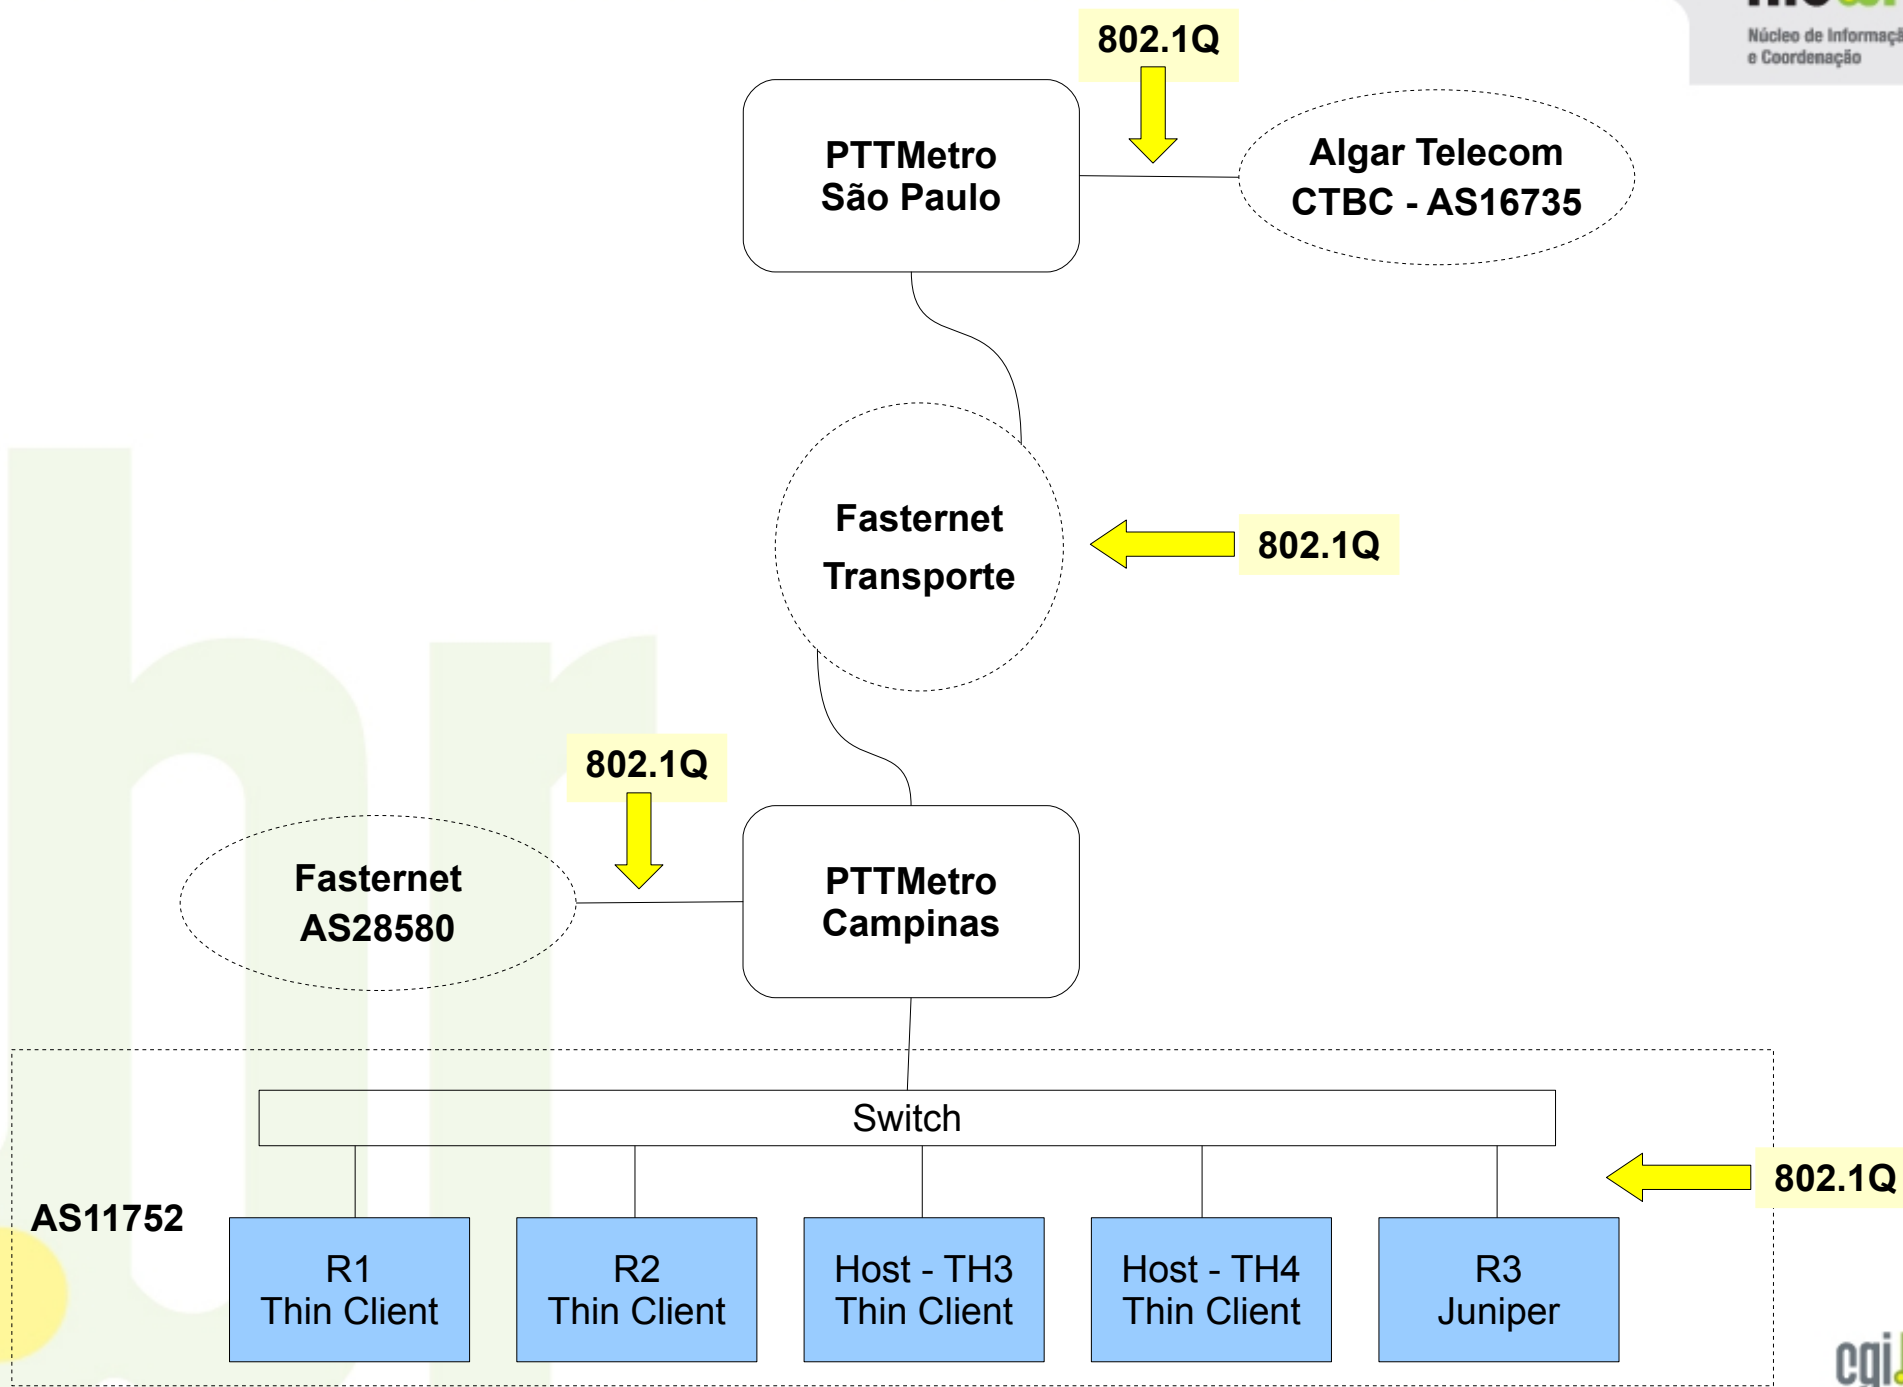 802.1Q
Núcleo de Informaçã
e Coordenação
PTTMetro
São Paulo
Algar Telecom
CTBC - AS16735
Fasternet
Transporte
802.1Q
802.1Q
Fasternet
AS28580
PTTMetro
Campinas
Switch
802.1Q
AS11752
R1
Thin Client
R2
Thin Client
Host - TH3
Thin Client
Host - TH4
Thin Client
R3
Juniper
cgi